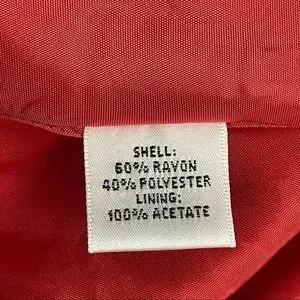 SHELL:
60% RAYON
40% POLYESTER
LINING:
100% ACETATE